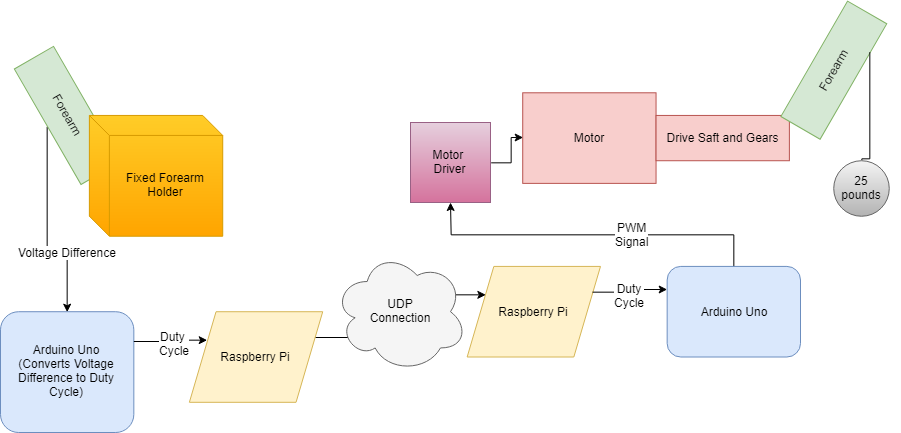 Forearm
Fixed Forearm
Holder
Voltage Difference
Arduino Uno
(Converts Voltage
Difference to Duty
Cycle)
Duty
Cycle
Raspberry Pi
UDP
Connection
Raspberry Pi
Duty
Cycle
Arduino Uno
PWM
Signal
Motor
Driver
Motor
Drive Saft and Gears
Forearm
25
pounds